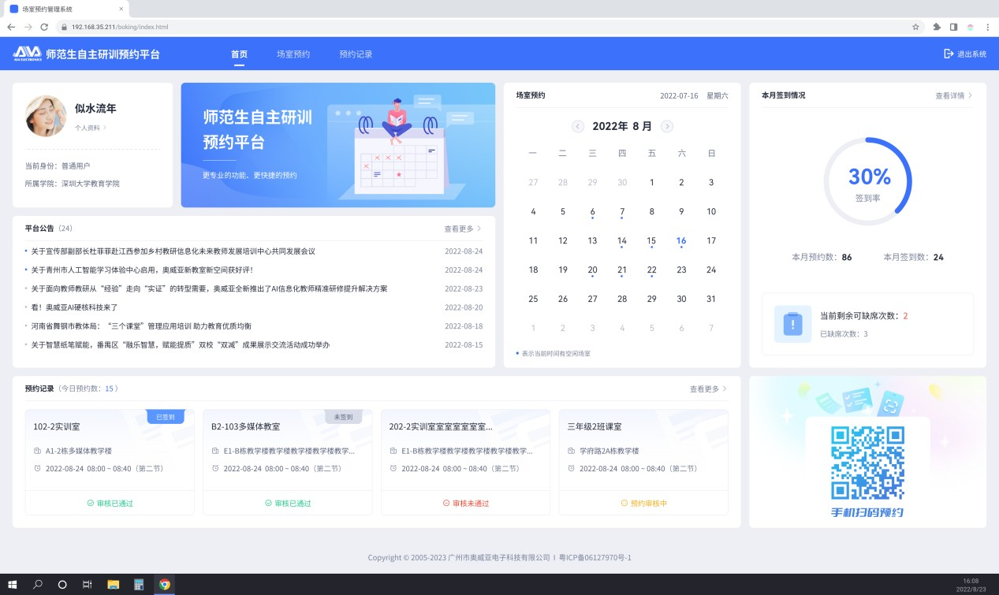 场室预约管理系统
192.168.35.211/boking/index.html
AVA ELECTRONICS
师范生自主研训预约平台
首页
场室预约
预约记录
退出系统
似水流年
个人资料
当前身份：普通用户
所属学院：深圳大学教育学院
师范生自主研训
预约平台
更专业的功能、更快捷的预约
平台公告（24）
查看更多
关于宣传部副部长杜菲菲赴江西参加乡村教研信息化未来教师发展培训中心共同发展会议 2022-08-24
关于青州市人工智能学习体验中心启用，奥威亚新教室新空间获好评！ 2022-08-24
关于面向教师教研从“经验”走向“实证”的转型需要，奥威亚全新推出了AI信息化教师精准研修提升解决方案 2022-08-23
看！奥威亚AI硬核科技来了 2022-08-20
河南省舞钢市教体局：“三个课堂”管理应用培训 助力教育优质均衡 2022-08-18
关于智慧纸笔赋能，番禺区“融乐智慧，赋能提质”双校“双减”成果展示交流活动成功举办 2022-08-15
场室预约
2022-07-16 星期六
2022年 8 月
一 二 三 四 五 六 日
27 28 29 30 1 2 3
4 5 6 7 8 9 10
11 12 13 14 15 16 17
18 19 20 21 22 23 24
25 26 27 28 29 30 31
1 2 3 4 5 6 7
表示当前时间有空闲场室
本月签到情况
查看详情
30%
签到率
本月预约数：86
本月签到数：24
当前剩余可缺席次数：2
已缺席次数：3
预约记录（今日预约数：15 ）
查看更多
已签到
102-2实训室
A1-2栋多媒体教学楼
2022-08-24 08:00 ~ 08:40（第二节）
审核已通过
未签到
B2-103多媒体教室
E1-B栋教学楼教学楼教学楼教学楼教学...
2022-08-24 08:00 ~ 08:40（第二节）
审核已通过
202-2实训室室室室室室室...
E1-B栋教学楼教学楼教学楼教学楼教学...
2022-08-24 08:00 ~ 08:40（第二节）
审核未通过
三年级2班课室
学府路2A栋教学楼
2022-08-24 08:00 ~ 08:40（第二节）
预约审核中
手机扫码预约
Copyright © 2005-2023 广州市奥威亚电子科技有限公司 I 粤ICP备06127970号-1
16:08
2022/8/23